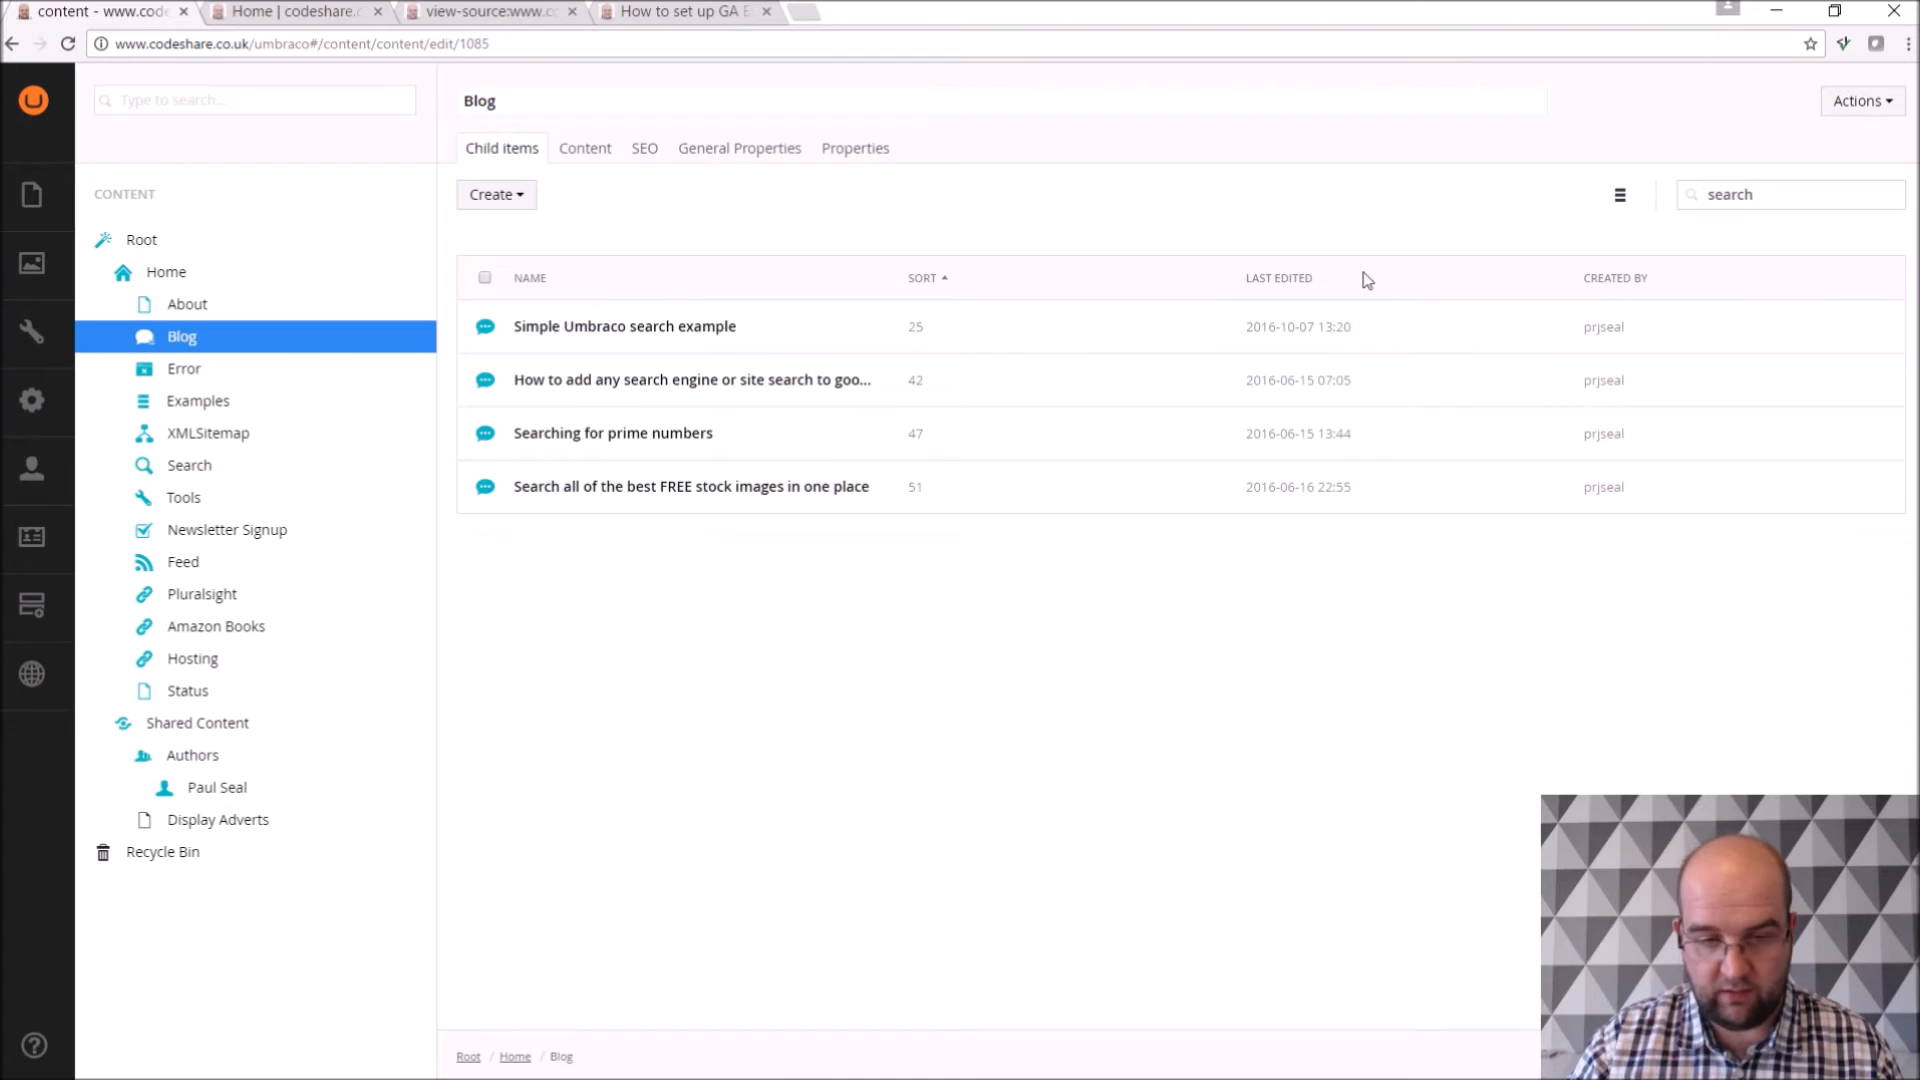 content - www.cod
Home | codeshare.c
view-source:www.cc
How to set up GA E
www.codeshare.co.uk/umbraco#/content/content/edit/1085
Type to search...
Blog
Actions
Child items
Content
SEO
General Properties
Properties
CONTENT
Create
search
Root
Home
About
Blog
Error
Examples
XMLSitemap
Search
Tools
Newsletter Signup
Feed
Pluralsight
Amazon Books
Hosting
Status
Shared Content
Authors
Paul Seal
Display Adverts
Recycle Bin
NAME SORT LAST EDITED CREATED BY
Simple Umbraco search example 25 2016-10-07 13:20 prjseal
How to add any search engine or site search to goo... 42 2016-06-15 07:05 prjseal
Searching for prime numbers 47 2016-06-15 13:44 prjseal
Search all of the best FREE stock images in one place 51 2016-06-16 22:55 prjseal
Root / Home / Blog